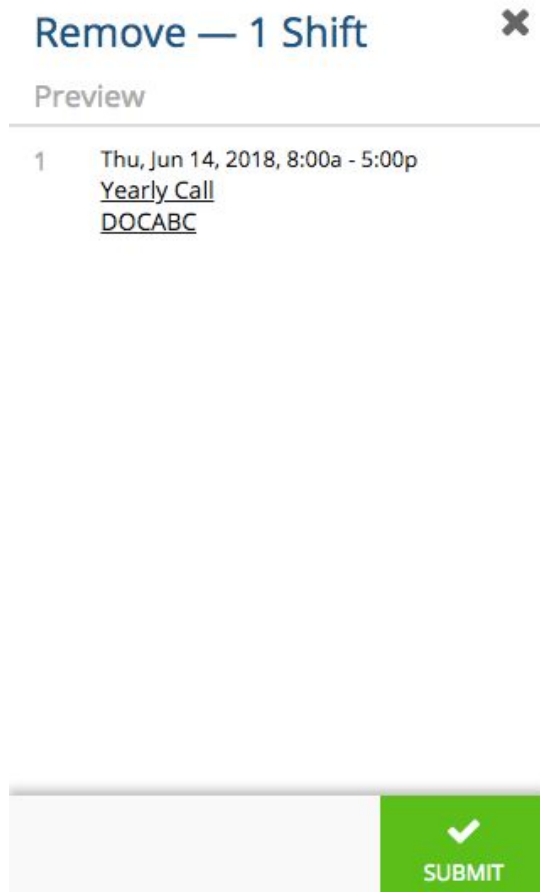 Remove — 1 Shift
Preview
1 Thu, Jun 14, 2018, 8:00a - 5:00p
Yearly Call
DOCABC
SUBMIT